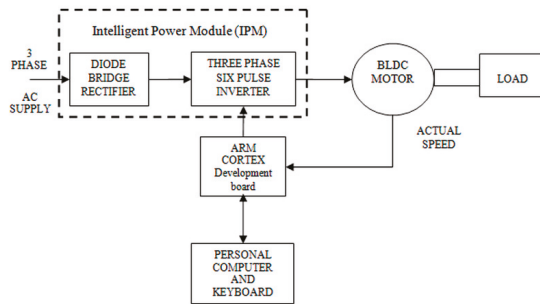 Intelligent Power Module (IPM)
3
PHASE
AC
SUPPLY
DIODE
BRIDGE
RECTIFIER
THREE PHASE
SIX PULSE
INVERTER
BLDC
MOTOR
LOAD
ACTUAL
SPEED
ARM
CORTEX
Development
board
PERSONAL
COMPUTER
AND
KEYBOARD